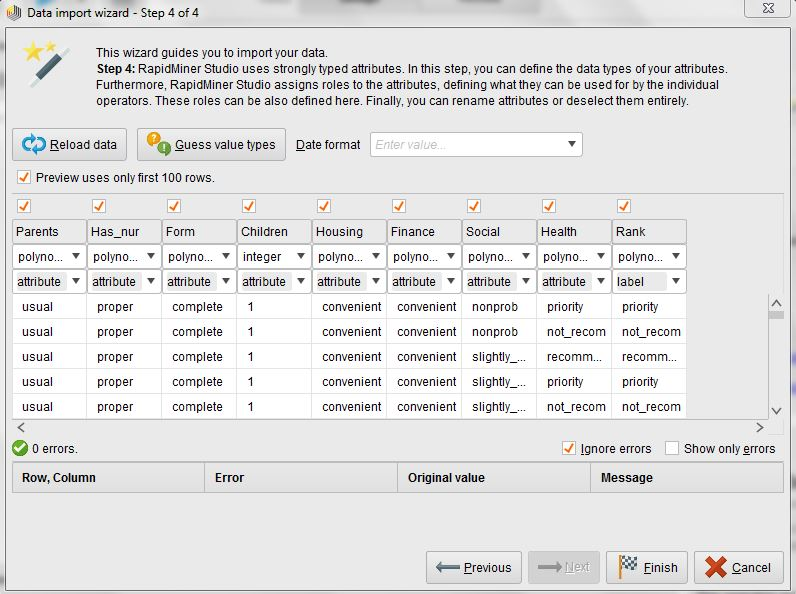 Data import wizard - Step 4 of 4
This wizard guides you to import your data.
Step 4: RapidMiner Studio uses strongly typed attributes. In this step, you can define the data types of your attributes.
Furthermore, RapidMiner Studio assigns roles to the attributes, defining what they can be used for by the individual
operators. These roles can be also defined here. Finally, you can rename attributes or deselect them entirely.
Reload data Guess value types Date format Enter value...
Preview uses only first 100 rows.
Parents Has_nur Form Children Housing Finance Social Health Rank
polyno... polyno... polyno... integer polyno... polyno... polyno... polyno... polyno...
attribute attribute attribute attribute attribute attribute attribute attribute label
usual proper complete 1 convenient convenient nonprob priority priority
usual proper complete 1 convenient convenient nonprob not_recom not_recom
usual proper complete 1 convenient convenient slightly_... recomm... recomm...
usual proper complete 1 convenient convenient slightly_... priority priority
usual proper complete 1 convenient convenient slightly_... not_recom not_recom
0 errors. Ignore errors Show only errors
Row, Column Error Original value Message
Previous Next Finish Cancel